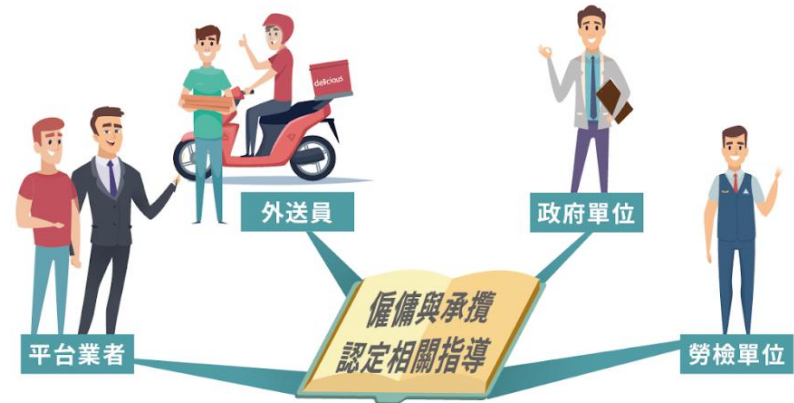 delicious
外送員
政府單位
僱傭與承攬
認定相關指導
平台業者
勞檢單位